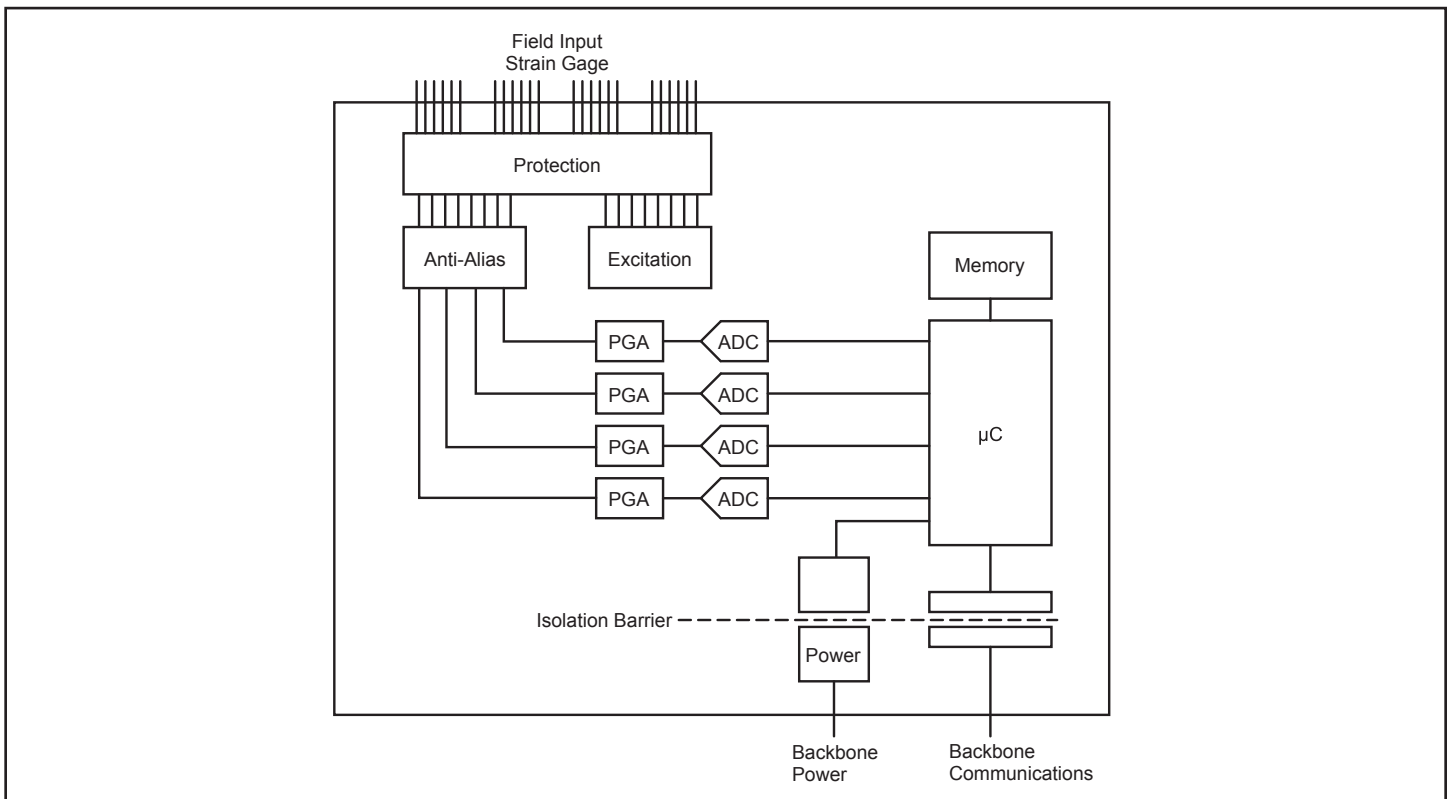 Field Input
Strain Gage
Protection
Anti-Alias
Excitation
Memory
PGA
ADC
PGA
ADC
µC
PGA
ADC
PGA
ADC
Isolation Barrier
Power
Backbone
Power
Backbone
Communications